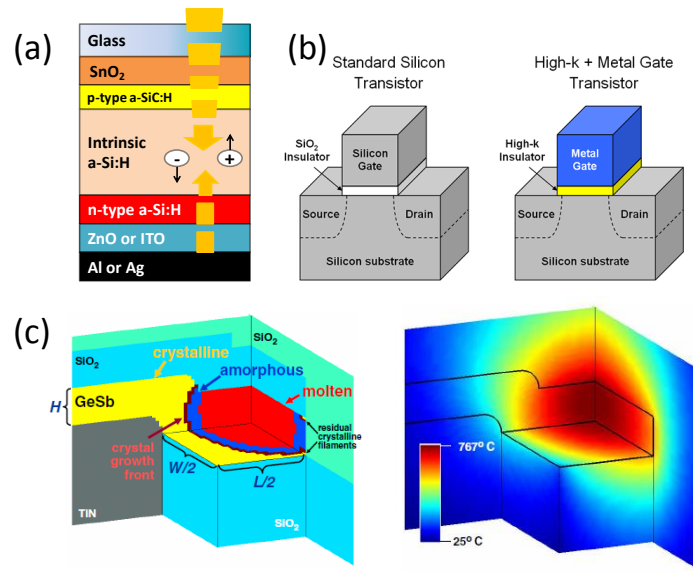 (a)
Glass
SnO₂
p-type a-SiC:H
Intrinsic
a-Si:H
-
+
n-type a-Si:H
ZnO or ITO
Al or Ag
(b)
Standard Silicon
Transistor
SiO₂
Insulator
Silicon
Gate
Source
Drain
Silicon substrate
High-k + Metal Gate
Transistor
High-k
Insulator
Metal
Gate
Source
Drain
Silicon substrate
(c)
SiO₂
SiO₂
crystalline
amorphous
molten
H
GeSb
residual
crystalline
filaments
crystal
growth
front
W/2
L/2
TiN
SiO₂
767° C
25° C